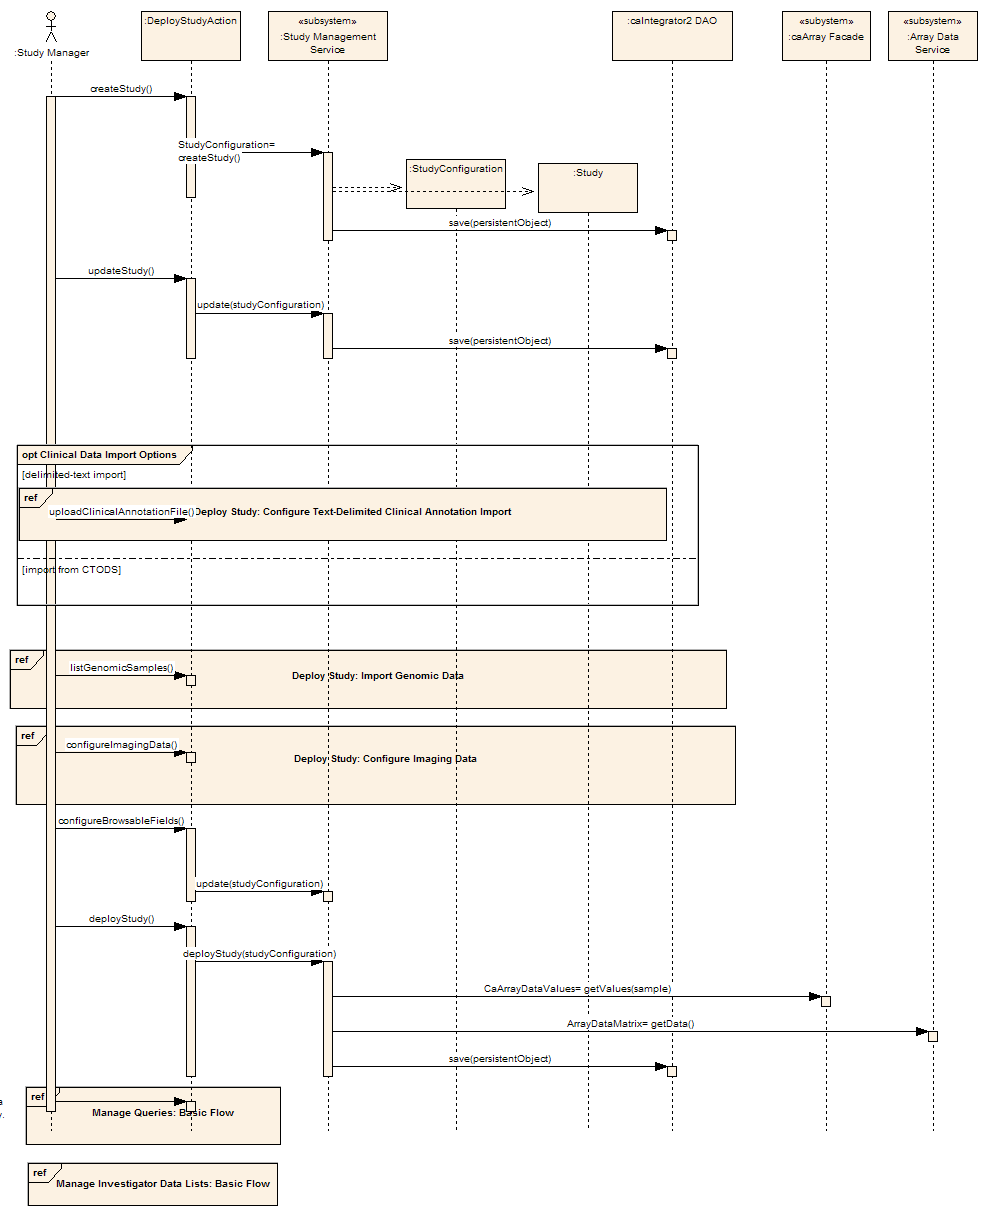 :Study Manager
:DeployStudyAction
«subsystem»
:Study Management
Service
:caIntegrator2 DAO
«subystem»
:caArray Facade
«subsystem»
:Array Data
Service
createStudy()
StudyConfiguration=
createStudy()
:StudyConfiguration
:Study
save(persistentObject)
updateStudy()
update(studyConfiguration)
save(persistentObject)
opt Clinical Data Import Options
[delimited-text import]
ref
uploadClinicalAnnotationFile()
Deploy Study: Configure Text-Delimited Clinical Annotation Import
[import from CTODS]
ref
listGenomicSamples()
Deploy Study: Import Genomic Data
ref
configureImagingData()
Deploy Study: Configure Imaging Data
configureBrowsableFields()
update(studyConfiguration)
deployStudy()
deployStudy(studyConfiguration)
CaArrayDataValues= getValues(sample)
ArrayDataMatrix= getData()
save(persistentObject)
ref
Manage Queries: Basic Flow
ref
Manage Investigator Data Lists: Basic Flow